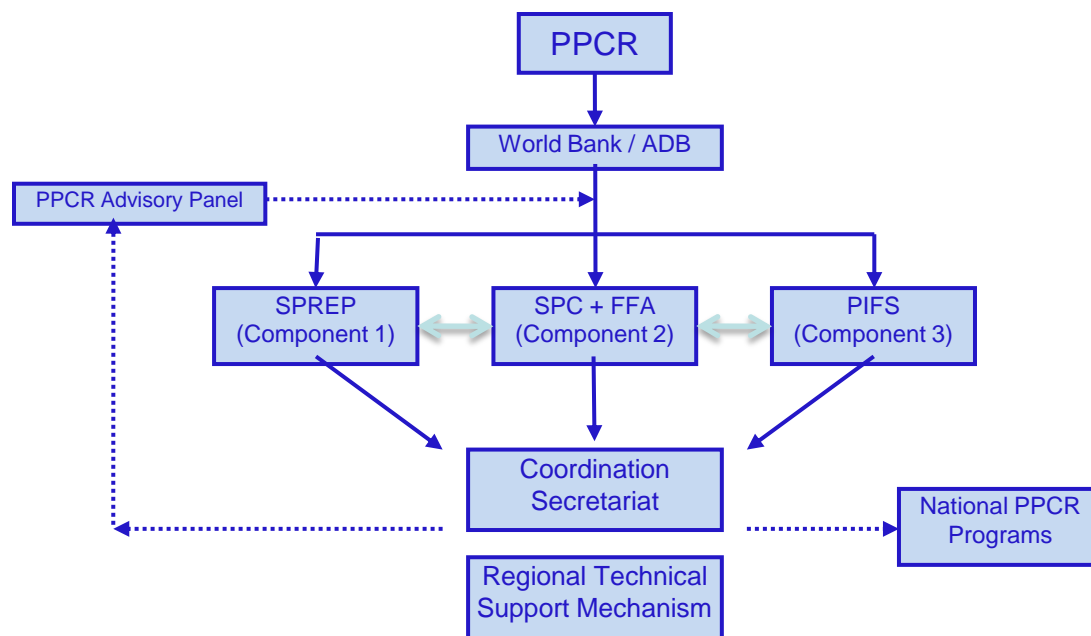 PPCR
World Bank / ADB
PPCR Advisory Panel
SPREP
(Component 1)
SPC + FFA
(Component 2)
PIFS
(Component 3)
Coordination
Secretariat
National PPCR
Programs
Regional Technical
Support Mechanism